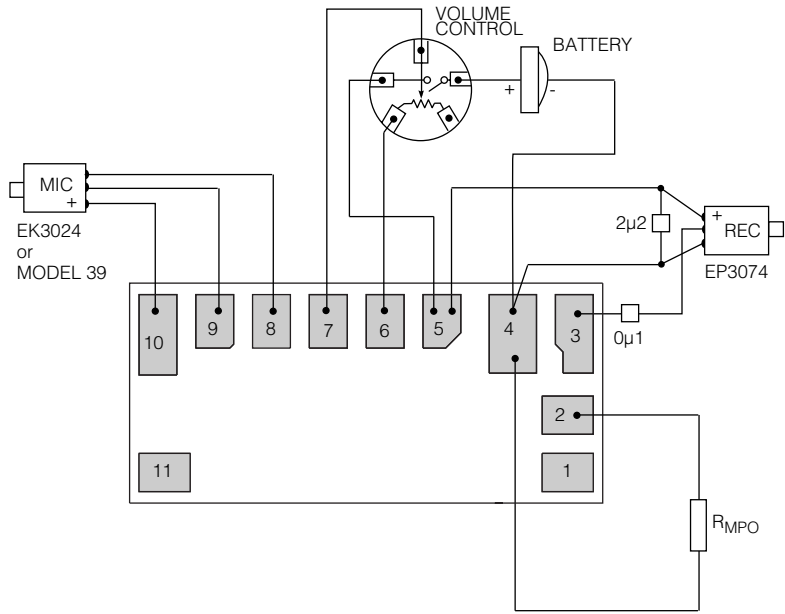 VOLUME
CONTROL
BATTERY
+ -
MIC
+
EK3024
or
MODEL 39
2µ2
+
REC
EP3074
10
9
8
7
6
5
4
3
0µ1
2
11
1
RMPO